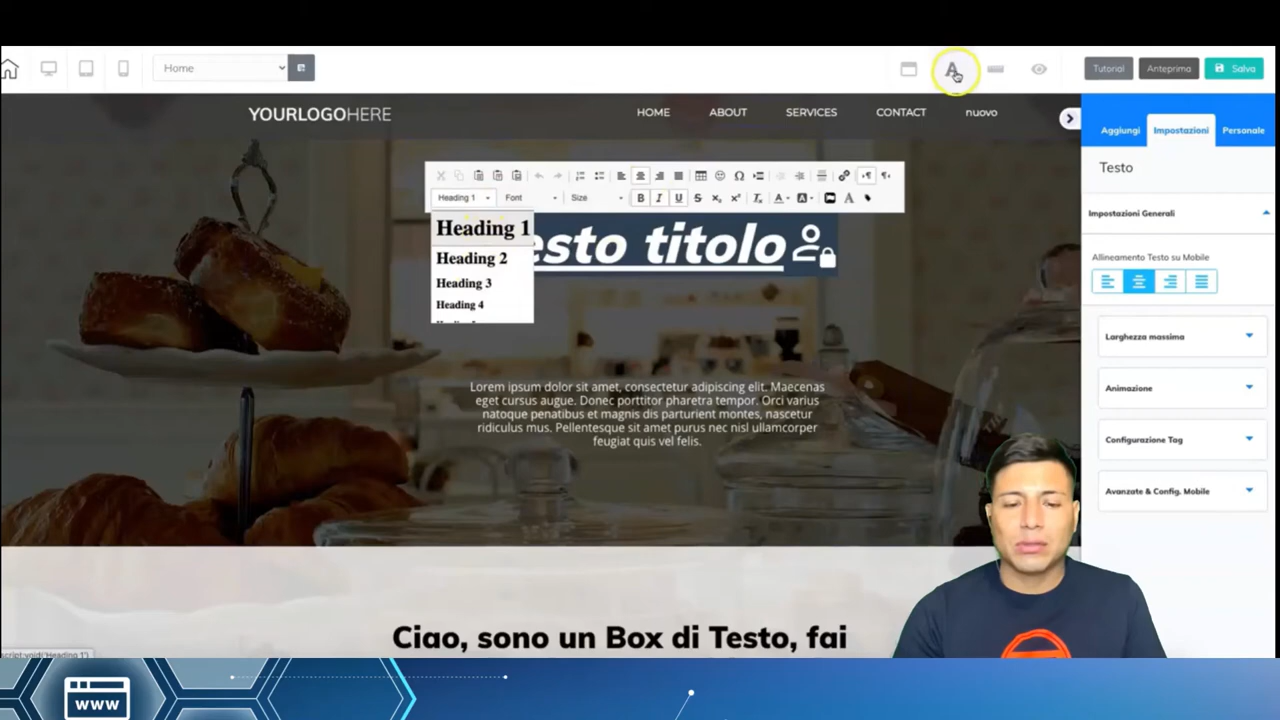 Home
Tutorial
Anteprima
Salva
YOURLOGOHERE
HOME
ABOUT
SERVICES
CONTACT
nuovo
Aggiungi
Impostazioni
Personale
Testo
Heading 1
Font
Size
Heading 1
Heading 2
Heading 3
Heading 4
esto titolo
Impostazioni Generali
Allineamento Testo su Mobile
Larghezza massima
Animazione
Configurazione Tag
Avanzate & Config. Mobile
Lorem ipsum dolor sit amet, consectetur adipiscing elit. Maecenas
eget cursus augue. Donec porttitor pharetra tempor. Orci varius
natoque penatibus et magnis dis parturient montes, nascetur
ridiculus mus. Pellentesque sit amet purus nec nisl ullamcorper
feugiat quis vel felis.
Ciao, sono un Box di Testo, fai
script:void('Heading 1')
www